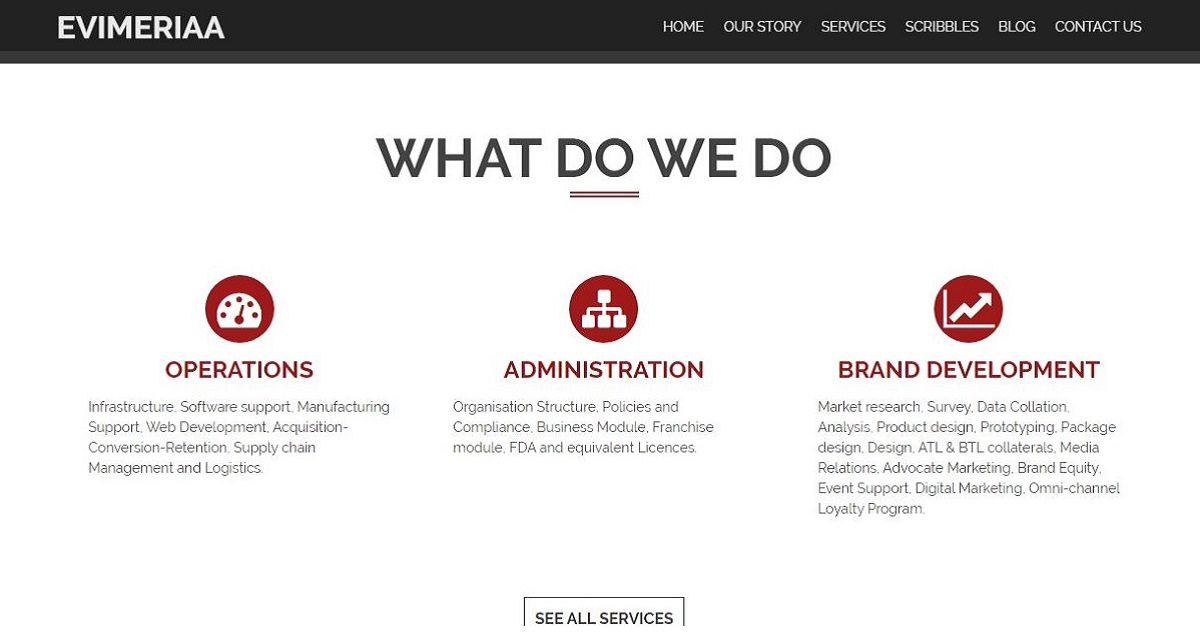 EVIMERIAA
HOME OUR STORY SERVICES SCRIBBLES BLOG CONTACT US
WHAT DO WE DO
OPERATIONS
Infrastructure, Software support, Manufacturing
Support, Web Development, Acquisition-
Conversion-Retention, Supply chain
Management and Logistics.
ADMINISTRATION
Organisation Structure, Policies and
Compliance, Business Module, Franchise
module, FDA and equivalent Licences.
BRAND DEVELOPMENT
Market research, Survey, Data Collation,
Analysis, Product design, Prototyping, Package
design, Design, ATL & BTL collaterals, Media
Relations, Advocate Marketing, Brand Equity,
Event Support, Digital Marketing, Omni-channel
Loyalty Program.
SEE ALL SERVICES